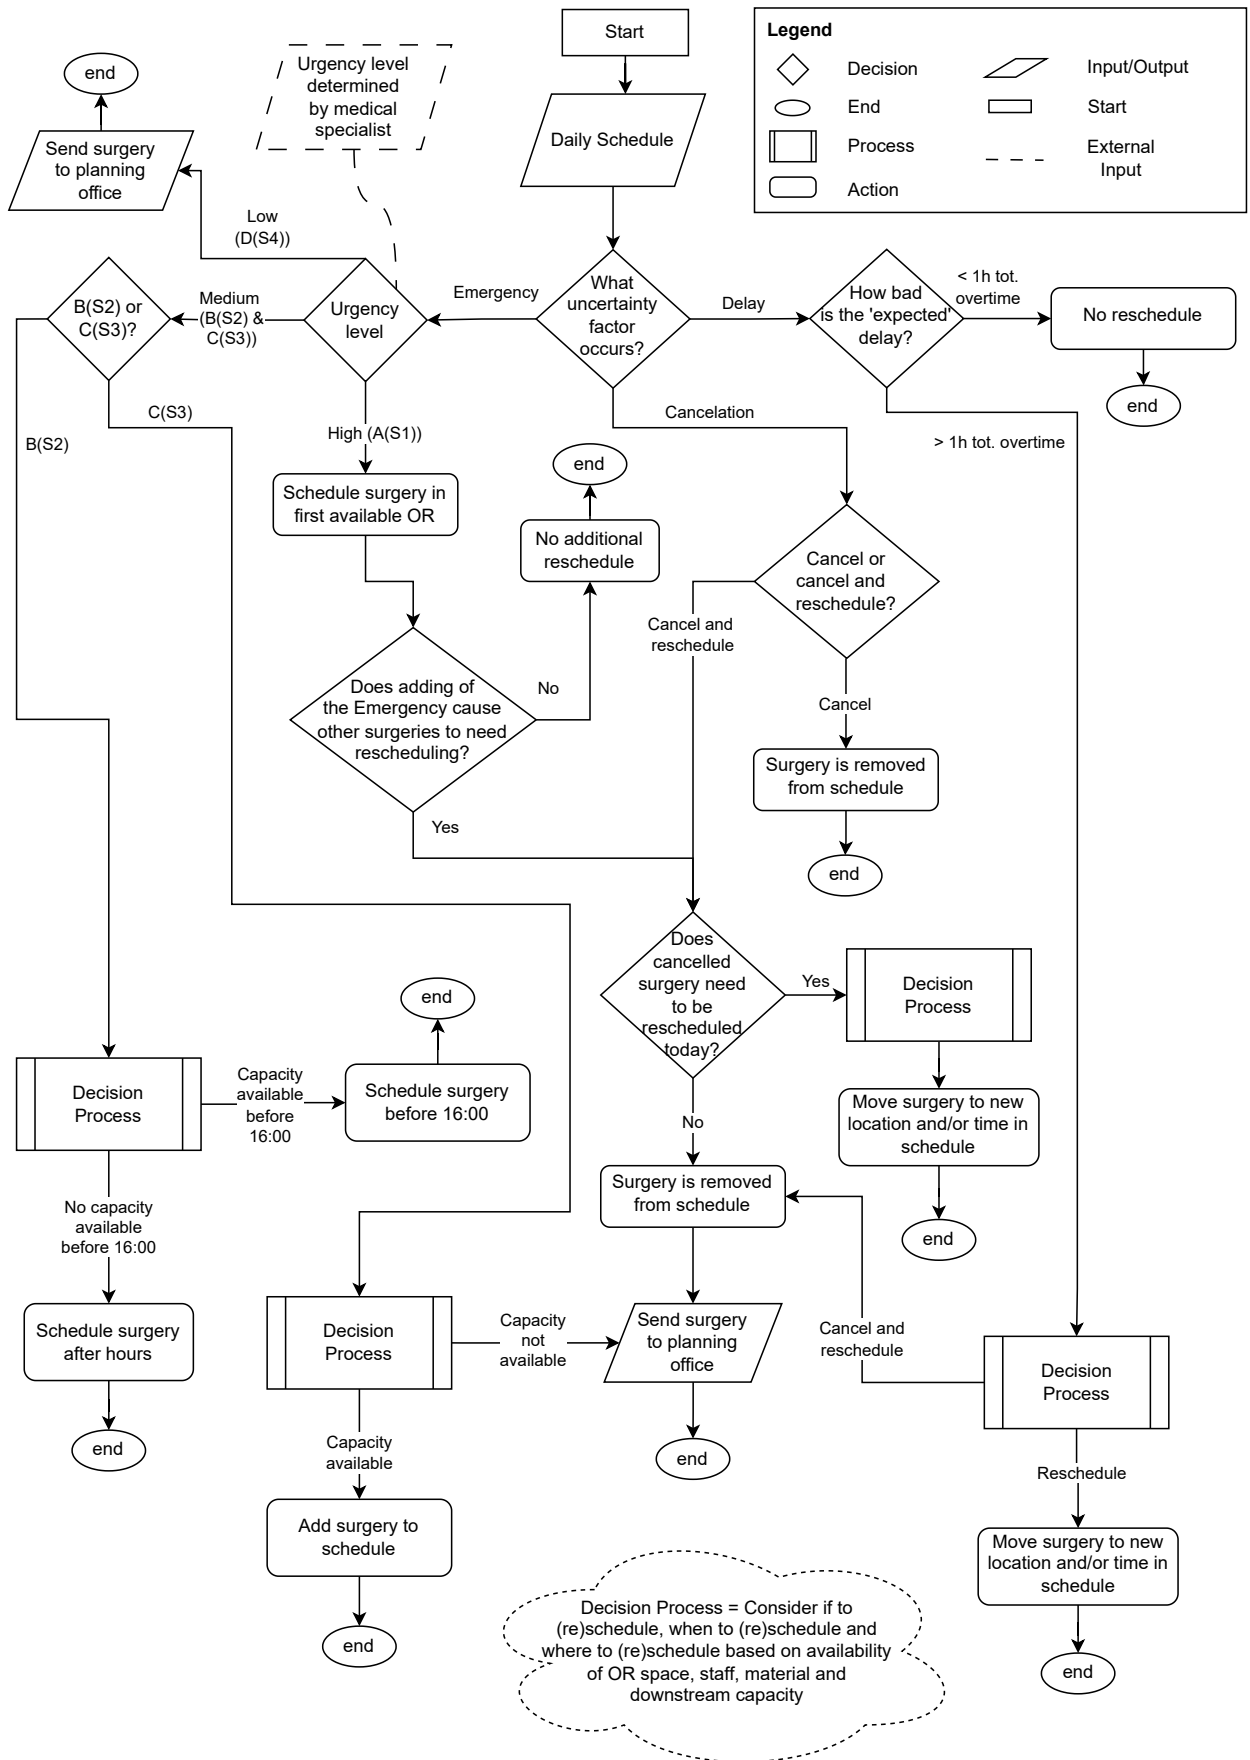 Start
Legend
Decision
Input/Output
End
Start
Process
External
Input
Action
end
Urgency level
determined
by medical
specialist
Daily Schedule
Send surgery
to planning
office
Low
(D(S4))
B(S2) or
C(S3)?
Medium
(B(S2) &
C(S3))
Urgency
level
Emergency
What
uncertainty
factor
occurs?
Delay
How bad
is the 'expected'
delay?
< 1h tot.
overtime
No reschedule
end
B(S2)
C(S3)
High (A(S1))
Cancelation
> 1h tot. overtime
Schedule surgery in
first available OR
end
No additional
reschedule
Cancel or
cancel and
reschedule?
Cancel and
reschedule
Does adding of
the Emergency cause
other surgeries to need
rescheduling?
No
Yes
Cancel
Surgery is removed
from schedule
end
Does
cancelled
surgery need
to be
rescheduled
today?
Yes
Decision
Process
end
Decision
Process
Capacity
available
before
16:00
Schedule surgery
before 16:00
No
Move surgery to new
location and/or time in
schedule
No capacity
available
before 16:00
Surgery is removed
from schedule
end
Schedule surgery
after hours
Decision
Process
Capacity
not
available
Send surgery
to planning
office
Cancel and
reschedule
Decision
Process
end
Capacity
available
end
Reschedule
Add surgery to
schedule
Move surgery to new
location and/or time in
schedule
end
Decision Process = Consider if to
(re)schedule, when to (re)schedule and
where to (re)schedule based on availability
of OR space, staff, material and
downstream capacity
end